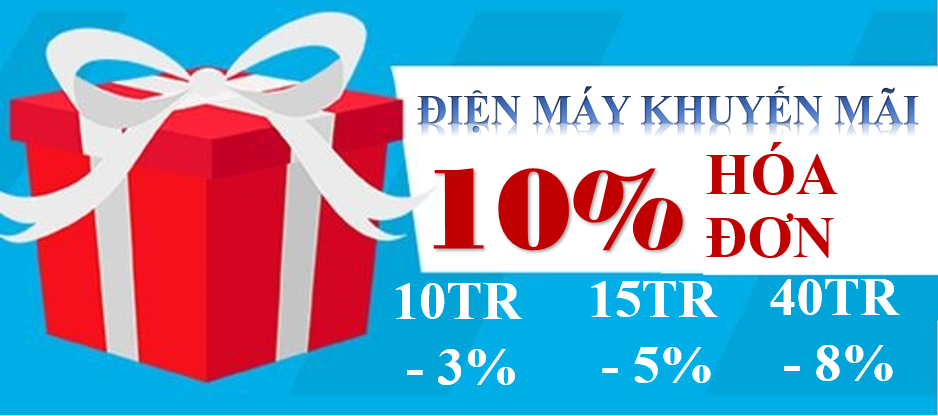 ĐIỆN MÁY KHUYẾN MÃI
10% HÓA
ĐƠN
10TR 15TR 40TR
- 3% - 5% - 8%